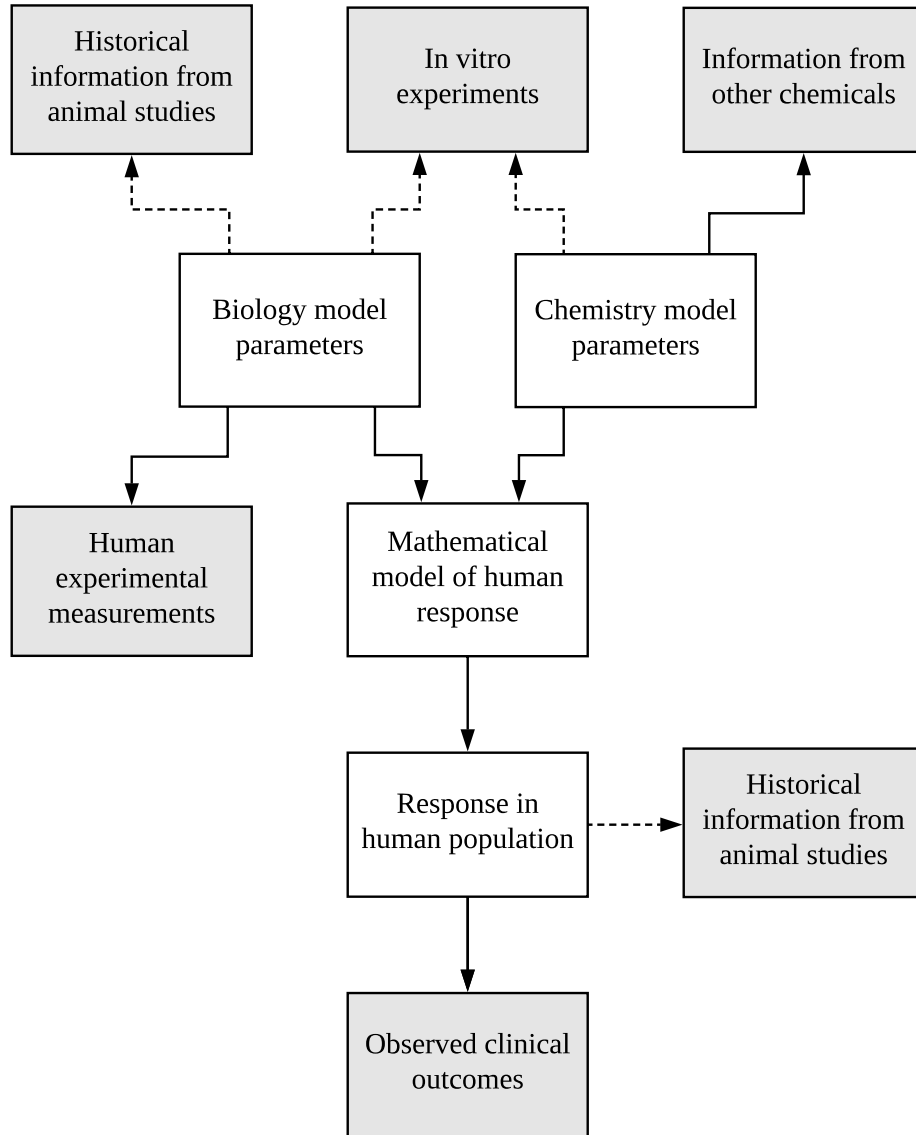 Historical
information from
animal studies
In vitro
experiments
Information from
other chemicals
Biology model
parameters
Chemistry model
parameters
Human
experimental
measurements
Mathematical
model of human
response
Response in
human population
Historical
information from
animal studies
Observed clinical
outcomes